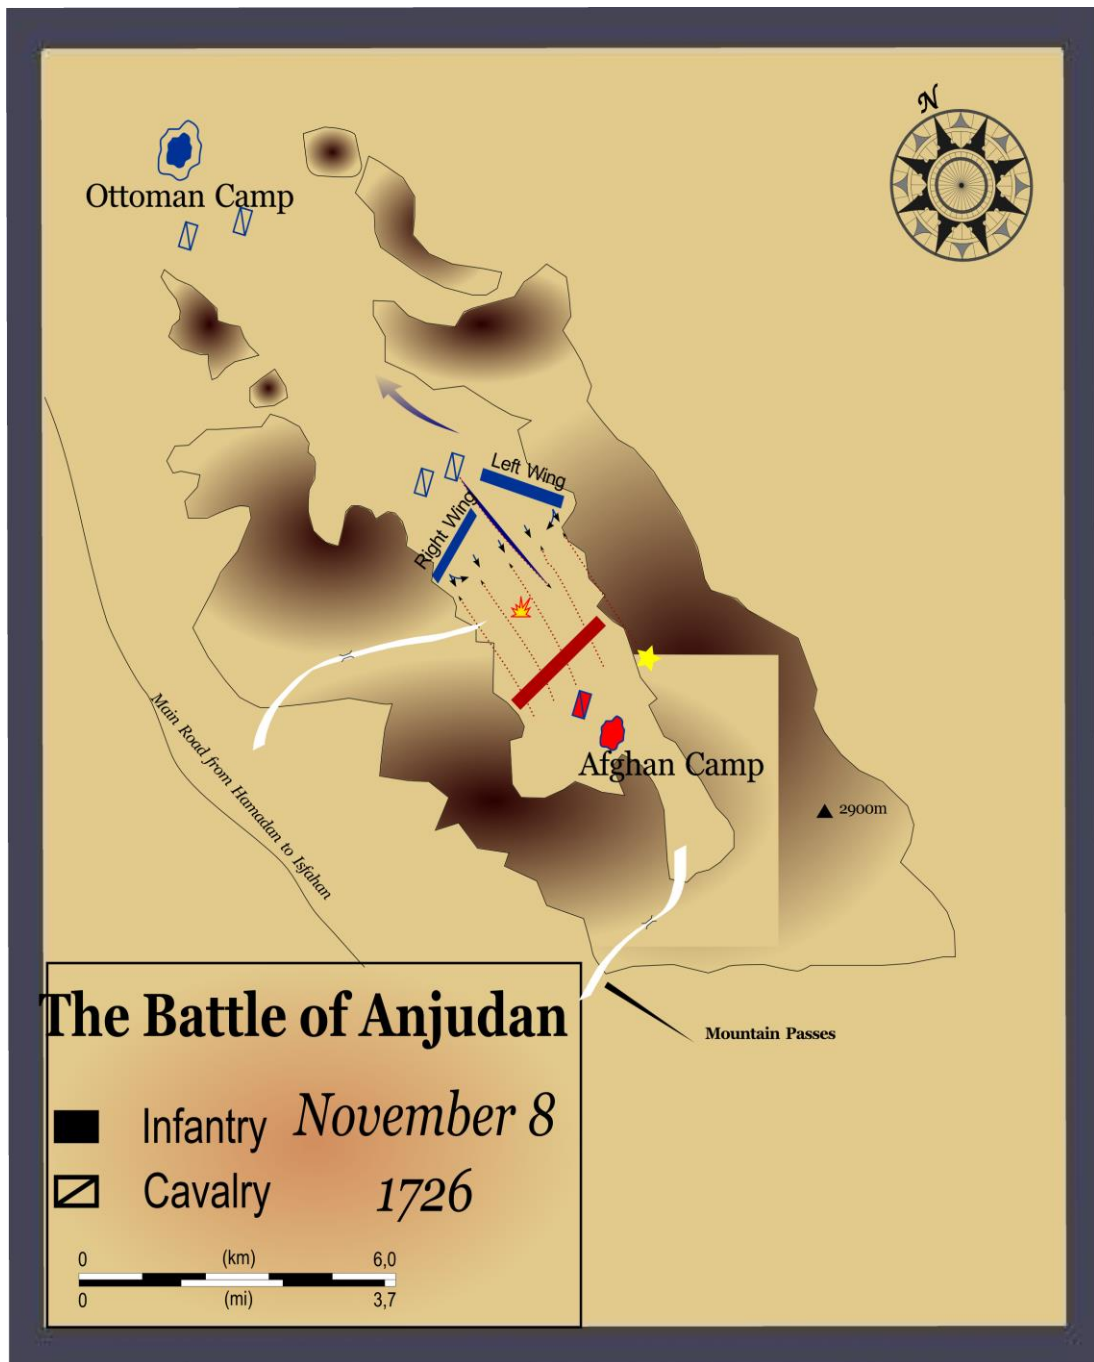 N
Ottoman Camp
Left Wing
Right Wing
Main Road from Hamadan to Isfahan
Afghan Camp
2900m
Mountain Passes
The Battle of Anjudan
Infantry
November 8
Cavalry
1726
0 (km) 6,0
0 (mi) 3,7